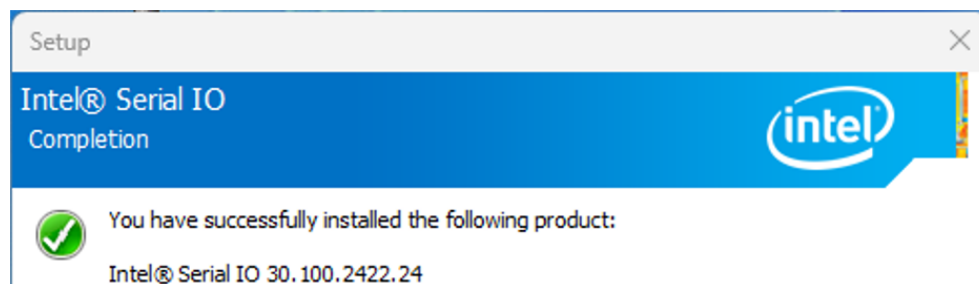 Setup
Intel® Serial IO
Completion
intel
You have successfully installed the following product:
Intel® Serial IO 30.100.2422.24